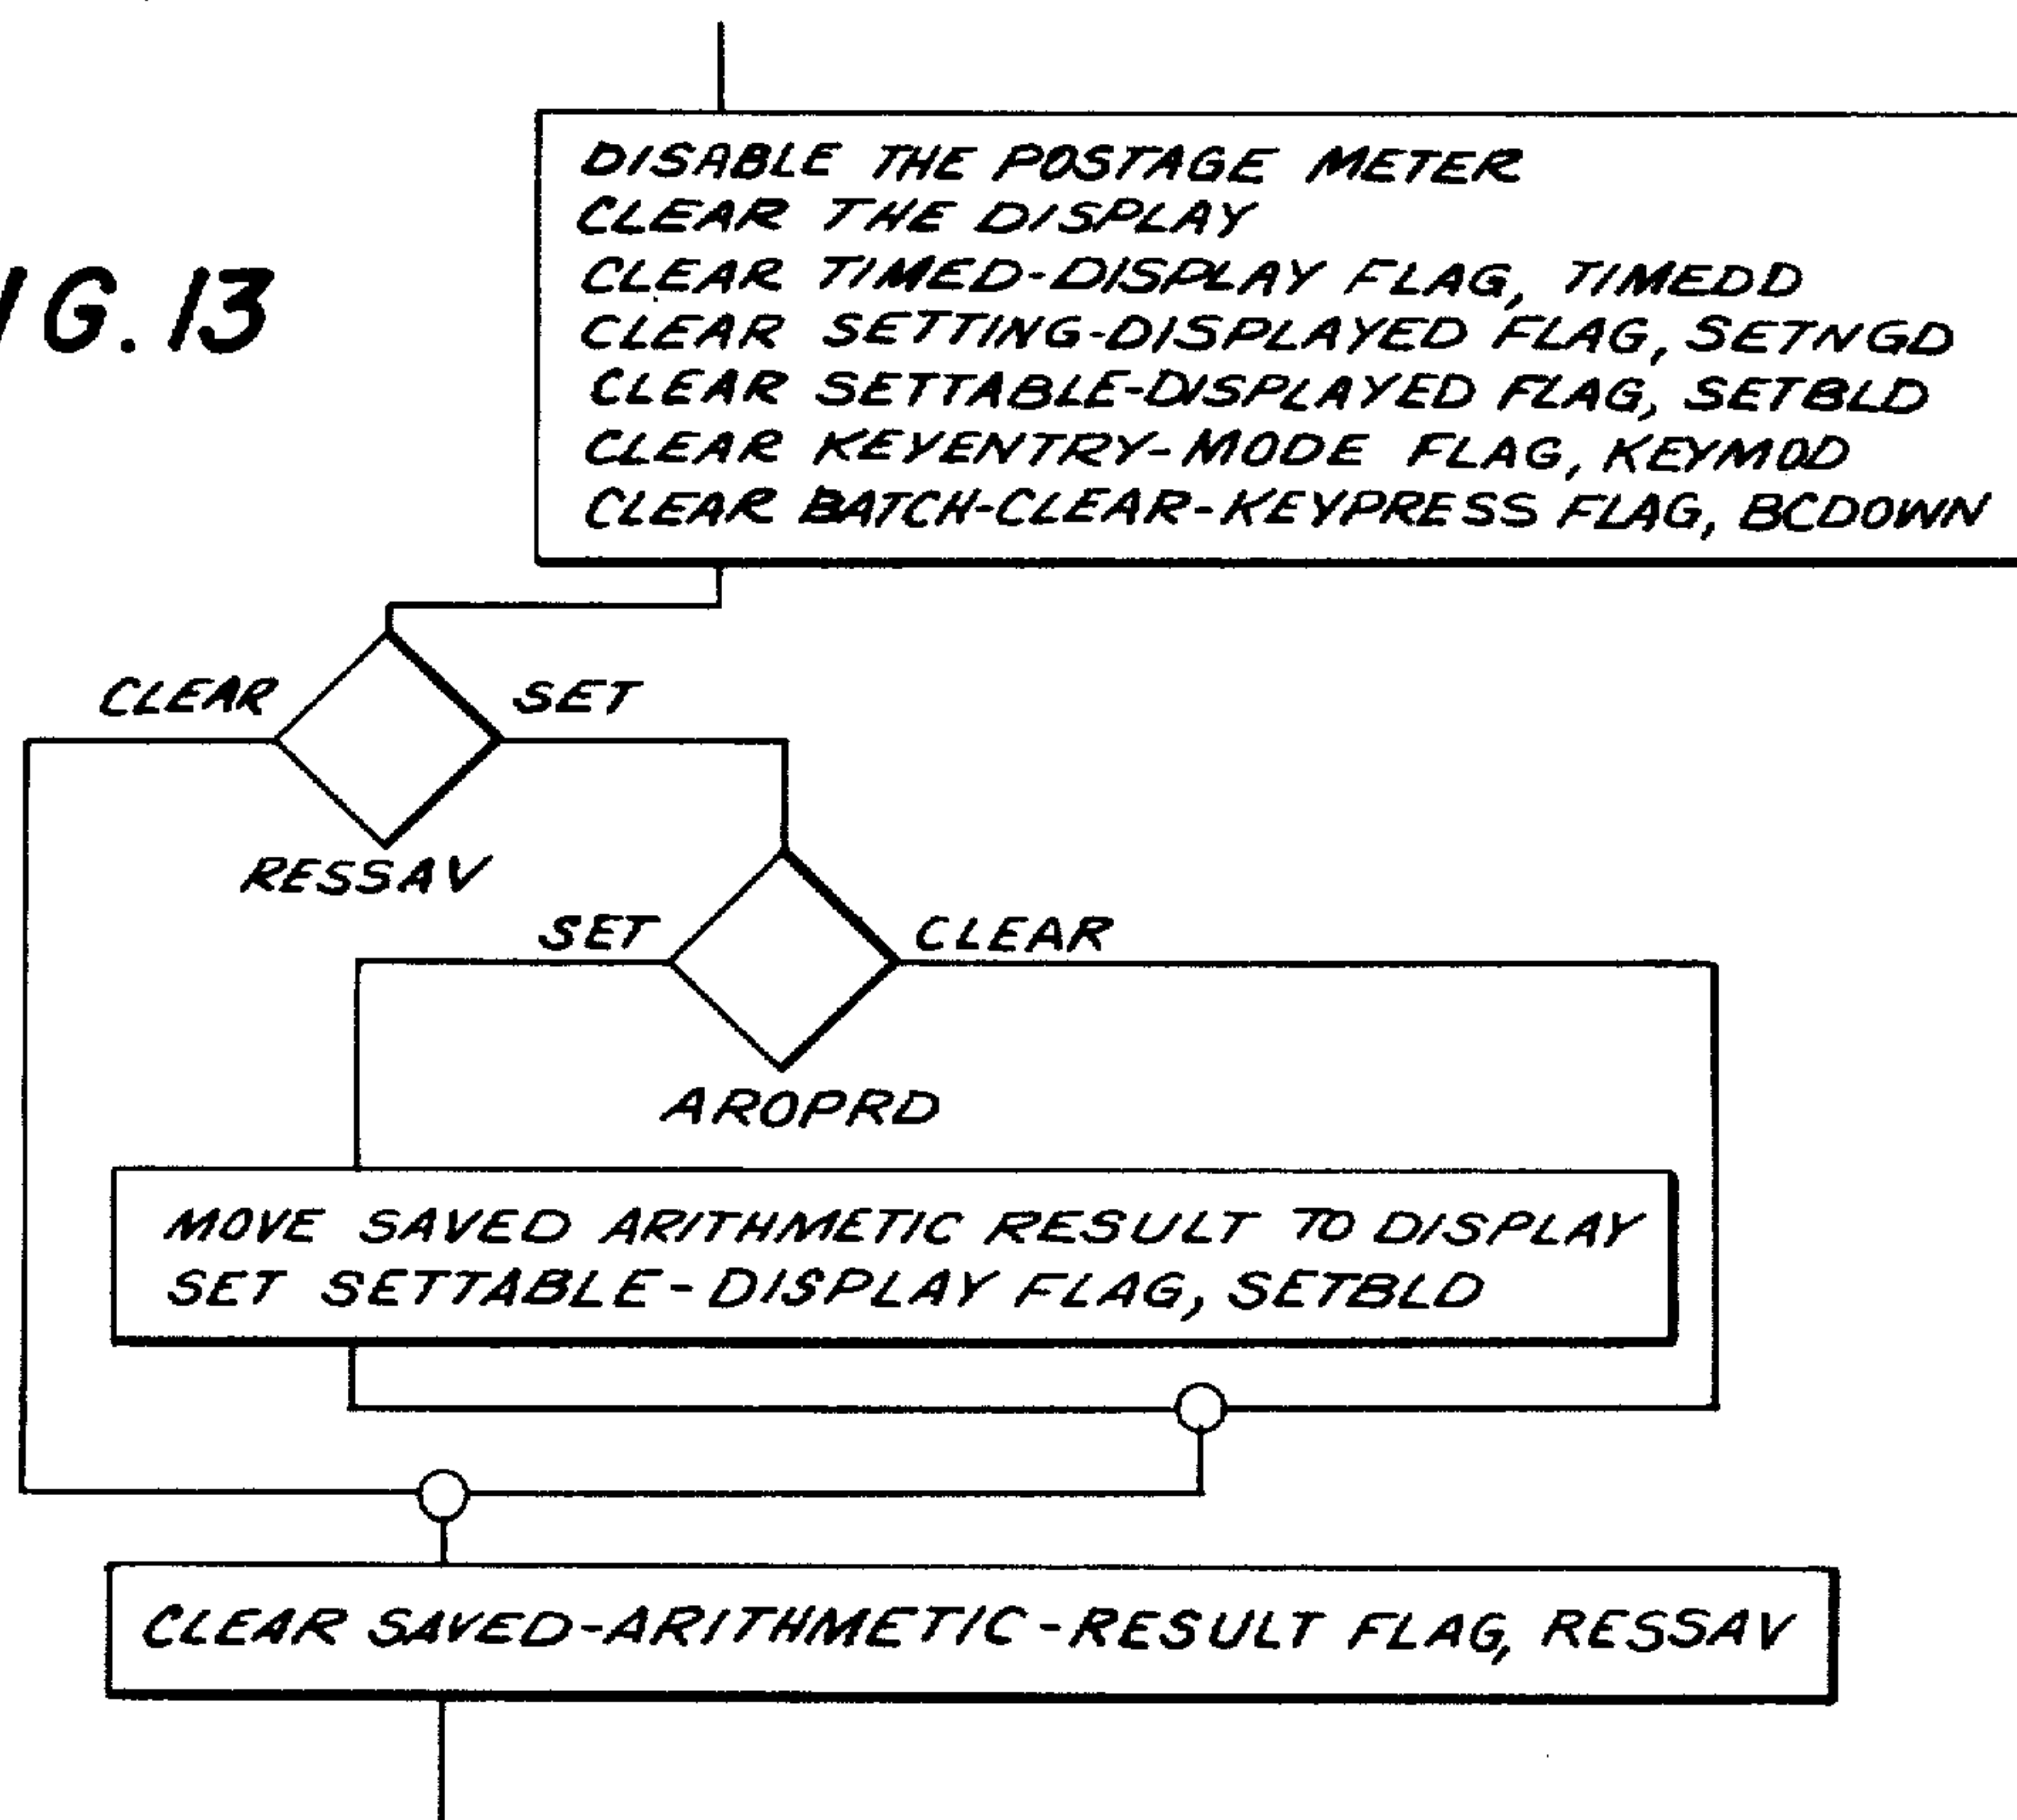 IG. 13
DISABLE THE POSTAGE METER
CLEAR THE DISPLAY
CLEAR TIMED-DISPLAY FLAG, TIMEDD
CLEAR SETTING-DISPLAYED FLAG, SETNGD
CLEAR SETTABLE-DISPLAYED FLAG, SETBLD
CLEAR KEYENTRY-MODE FLAG, KEYMOD
CLEAR BATCH-CLEAR-KEYPRESS FLAG, BCDOWN
CLEAR
SET
RESSAV
SET
CLEAR
AROPRD
MOVE SAVED ARITHMETIC RESULT TO DISPLAY
SET SETTABLE-DISPLAY FLAG, SETBLD
CLEAR SAVED-ARITHMETIC-RESULT FLAG, RESSAV